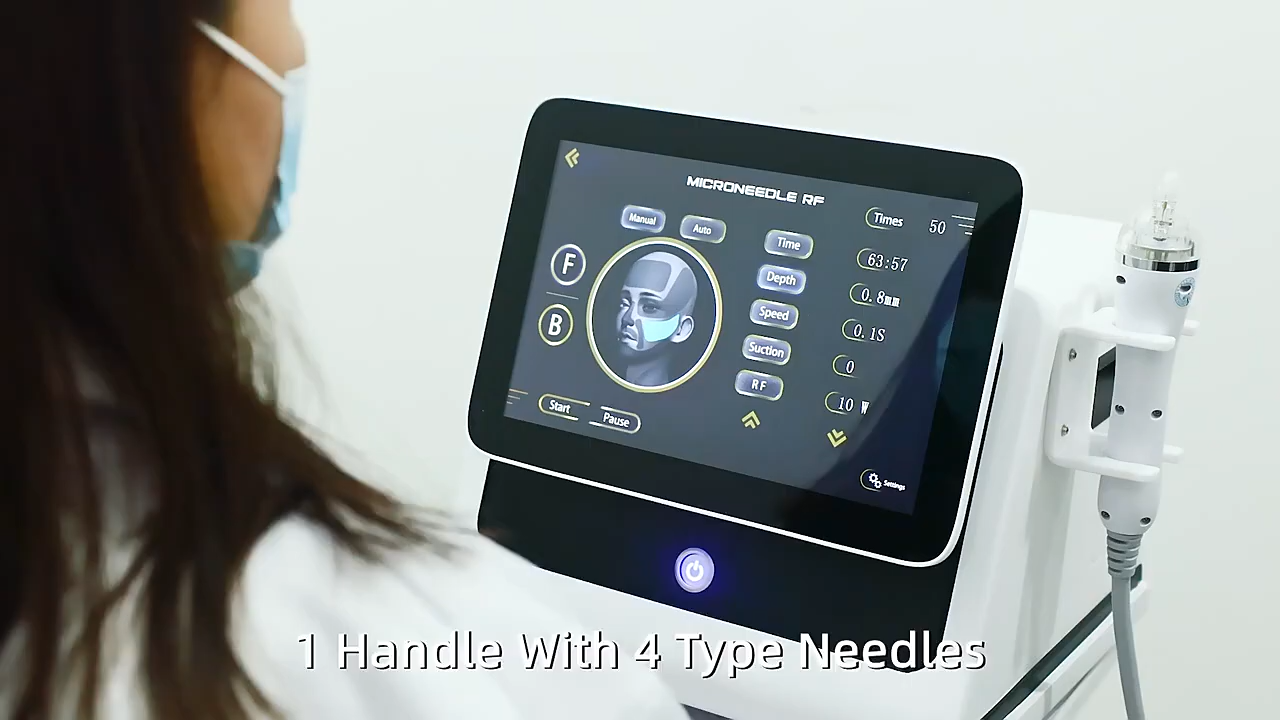 MICRONEEDLE RF
Manual Auto
F
B
Time
Depth
Speed
Suction
RF
Times 50
63:57
0.8mm
0.1S
0
10 W
Start Pause
Settings
1 Handle With 4 Type Needles